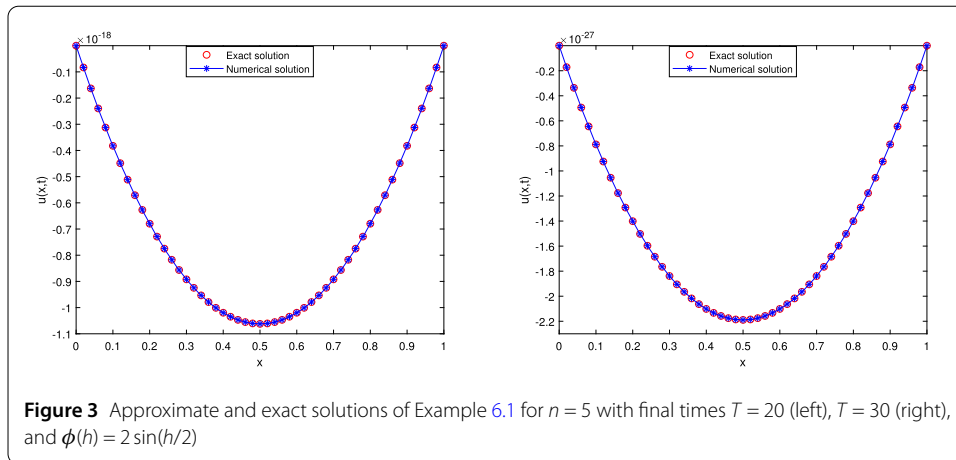 ×10⁻¹⁸
Exact solution
Numerical solution
-0.1
-0.2
-0.3
-0.4
-0.5
-0.6
-0.7
-0.8
-0.9
-1
-1.1
u(x,t)
0 0.1 0.2 0.3 0.4 0.5 0.6 0.7 0.8 0.9 1
x
×10⁻²⁷
Exact solution
Numerical solution
-0.2
-0.4
-0.6
-0.8
-1
-1.2
-1.4
-1.6
-1.8
-2
-2.2
u(x,t)
0 0.1 0.2 0.3 0.4 0.5 0.6 0.7 0.8 0.9 1
x
Figure 3 Approximate and exact solutions of Example 6.1 for n = 5 with final times T = 20 (left), T = 30 (right),
and ϕ(h) = 2 sin(h/2)